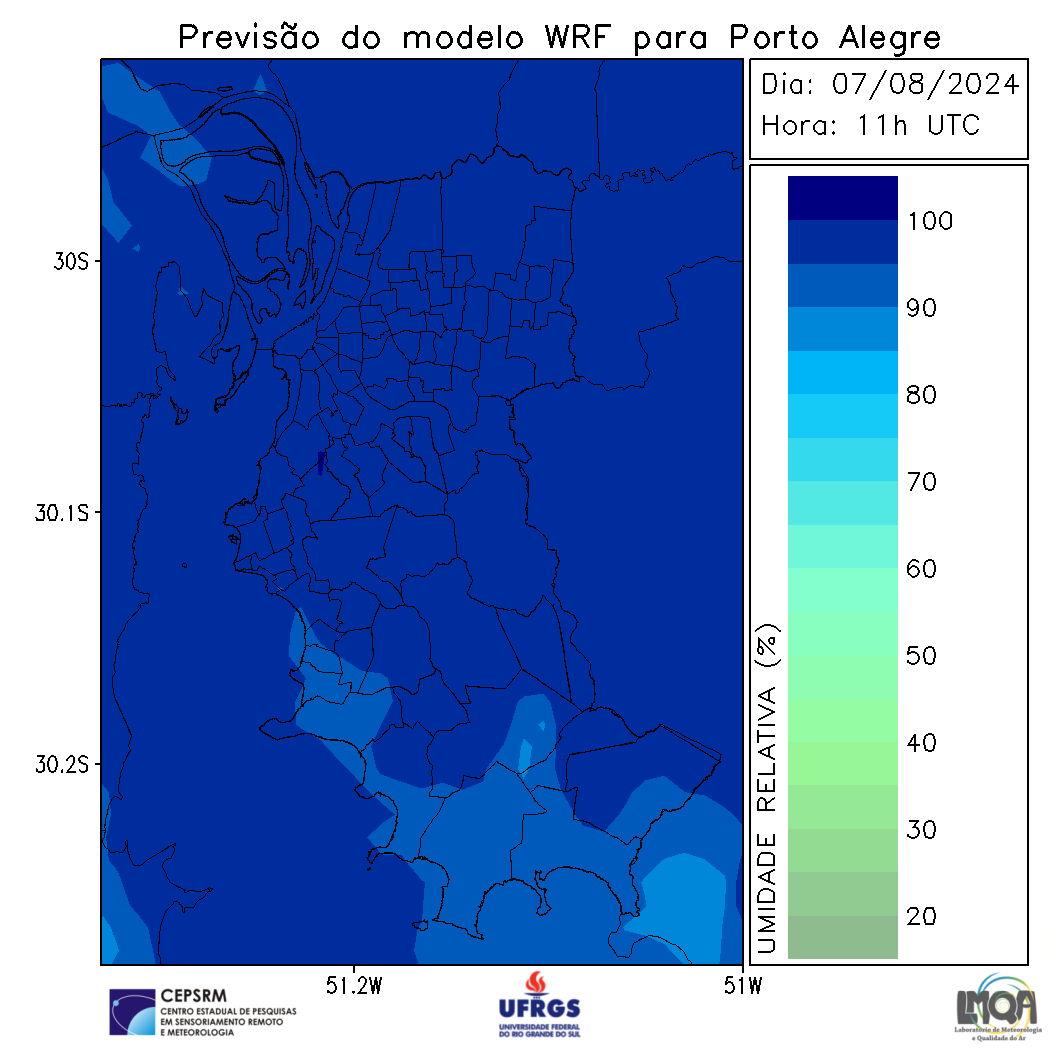 Previsão do modelo WRF para Porto Alegre
Dia: 07/08/2024
Hora: 11h UTC
100
90
80
70
60
50
40
30
20
UMIDADE RELATIVA (%)
30S
30.1S
30.2S
51.2W
51W
CEPSRM
CENTRO ESTADUAL DE PESQUISAS
EM SENSORIAMENTO REMOTO
E METEOROLOGIA
UFRGS
UNIVERSIDADE FEDERAL
DO RIO GRANDE DO SUL
LMQA
Laboratório de Meteorologia
e Qualidade do Ar